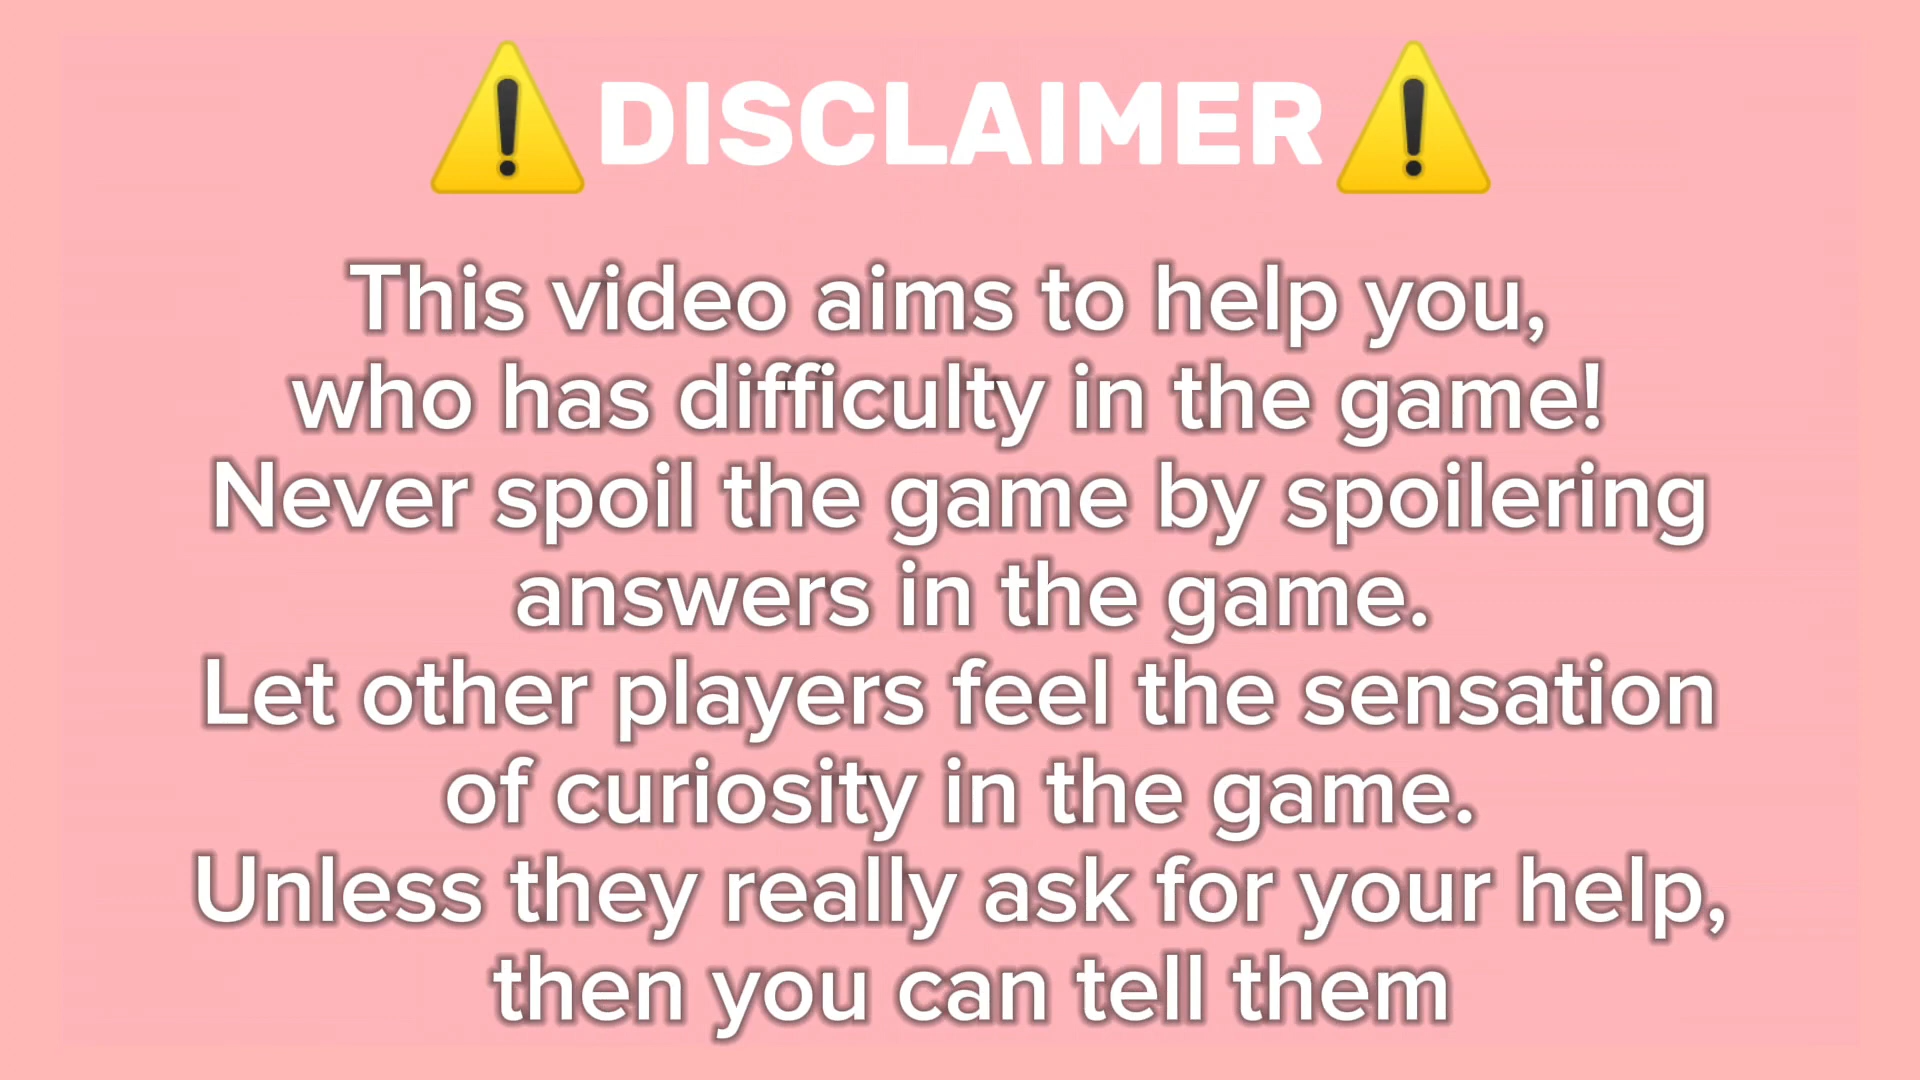 ⚠️DISCLAIMER⚠️
This video aims to help you,
who has difficulty in the game!
Never spoil the game by spoilering
answers in the game.
Let other players feel the sensation
of curiosity in the game.
Unless they really ask for your help,
then you can tell them